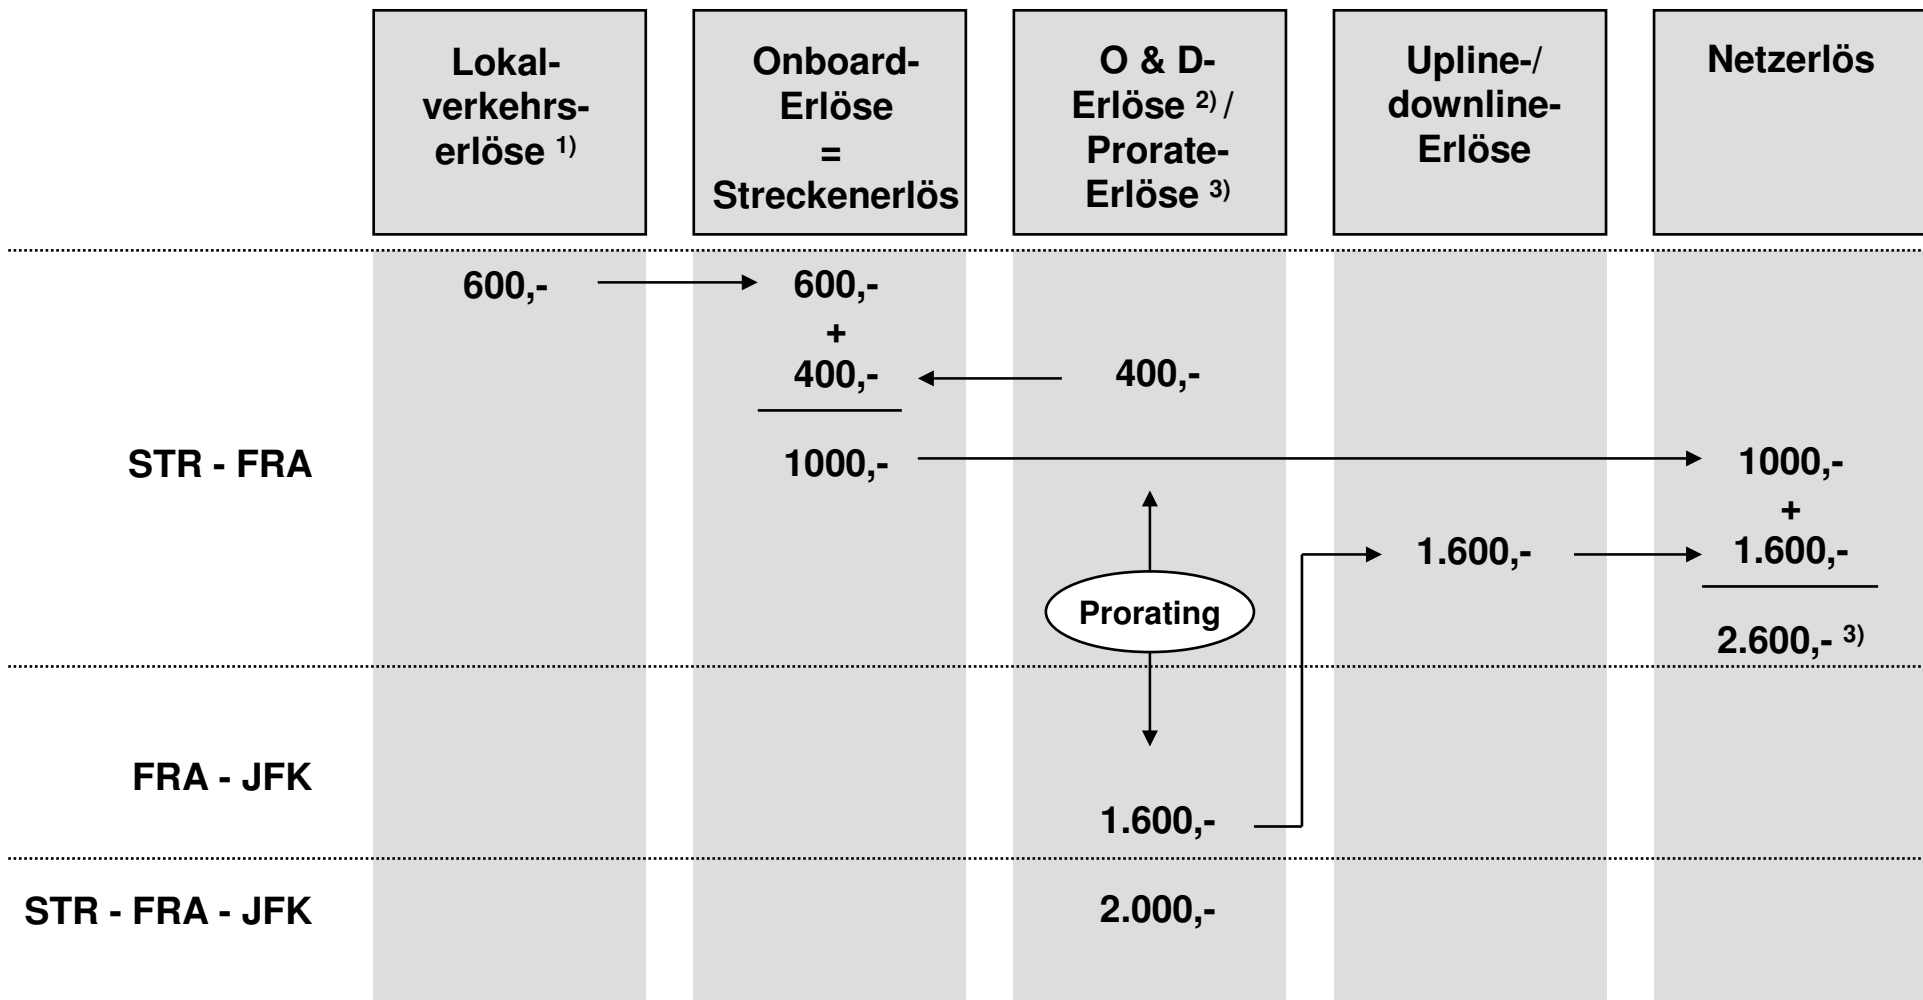 Lokal-
verkehrs-
erlöse 1)
Onboard-
Erlöse
=
Streckenerlös
O & D-
Erlöse 2) /
Prorate-
Erlöse 3)
Upline-/
downline-
Erlöse
Netzerlös
600,-
600,-
+
400,-
400,-
STR - FRA
1000,-
1000,-
+
1.600,-
1.600,-
Prorating
2.600,- 3)
FRA - JFK
1.600,-
STR - FRA - JFK
2.000,-